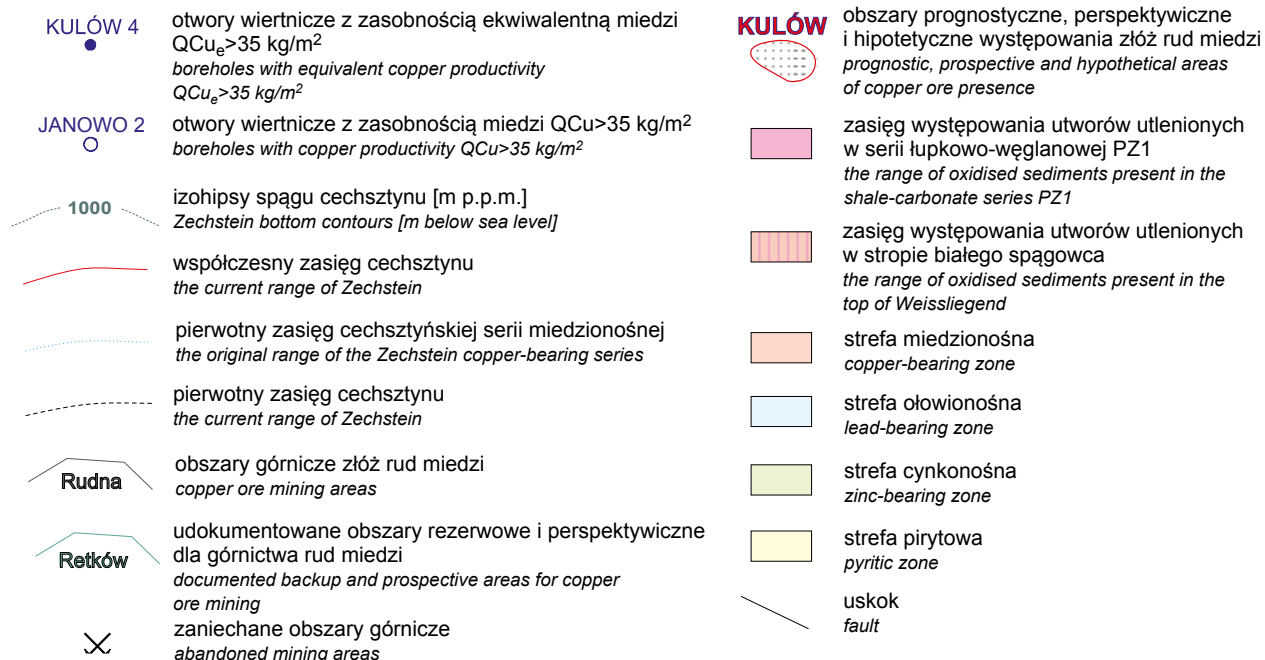 KULÓW 4
otwory wiertnicze z zasobnością ekwiwalentną miedzi
QCuₑ>35 kg/m²
boreholes with equivalent copper productivity
QCuₑ>35 kg/m²
JANOWO 2
otwory wiertnicze z zasobnością miedzi QCu>35 kg/m²
boreholes with copper productivity QCu>35 kg/m²
1000
izohipsy spągu cechsztynu [m p.p.m.]
Zechstein bottom contours [m below sea level]
współczesny zasięg cechsztynu
the current range of Zechstein
pierwotny zasięg cechsztyńskiej serii miedzionośnej
the original range of the Zechstein copper-bearing series
pierwotny zasięg cechsztynu
the current range of Zechstein
Rudna
obszary górnicze złóż rud miedzi
copper ore mining areas
Retków
udokumentowane obszary rezerwowe i perspektywiczne
dla górnictwa rud miedzi
documented backup and prospective areas for copper
ore mining
zaniechane obszary górnicze
abandoned mining areas
KULÓW
obszary prognostyczne, perspektywiczne
i hipotetyczne występowania złóż rud miedzi
prognostic, prospective and hypothetical areas
of copper ore presence
zasięg występowania utworów utlenionych
w serii łupkowo-węglanowej PZ1
the range of oxidised sediments present in the
shale-carbonate series PZ1
zasięg występowania utworów utlenionych
w stropie białego spągowca
the range of oxidised sediments present in the
top of Weissliegend
strefa miedzionośna
copper-bearing zone
strefa ołowionośna
lead-bearing zone
strefa cynkonośna
zinc-bearing zone
strefa pirytowa
pyritic zone
uskok
fault